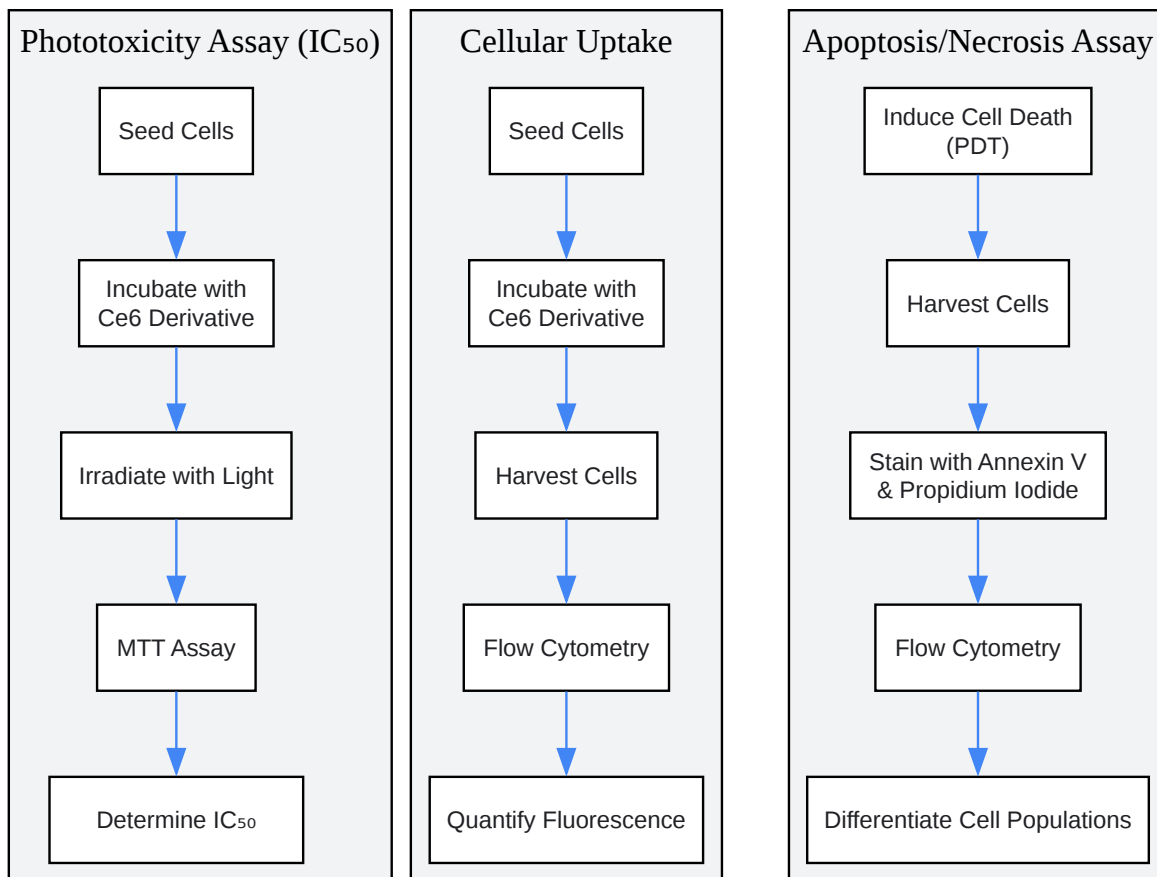 Phototoxicity Assay (IC₅₀)
Seed Cells
Incubate with
Ce6 Derivative
Irradiate with Light
MTT Assay
Determine IC₅₀
Cellular Uptake
Seed Cells
Incubate with
Ce6 Derivative
Harvest Cells
Flow Cytometry
Quantify Fluorescence
Apoptosis/Necrosis Assay
Induce Cell Death
(PDT)
Harvest Cells
Stain with Annexin V
& Propidium Iodide
Flow Cytometry
Differentiate Cell Populations